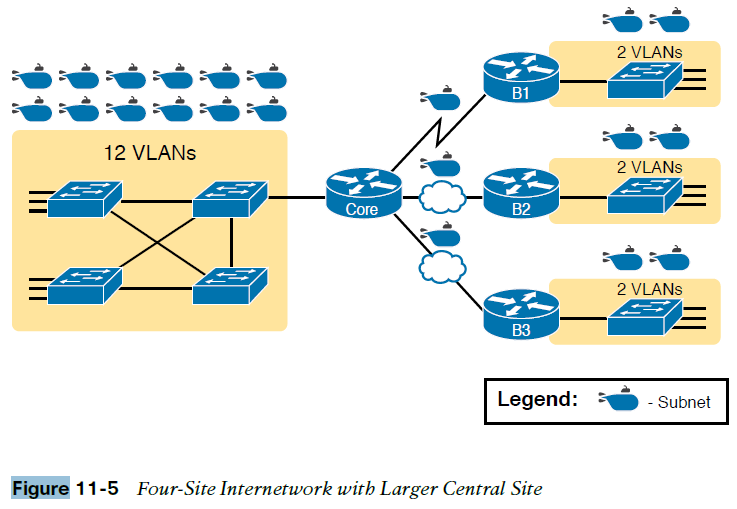 2 VLANs
B1
12 VLANs
2 VLANs
Core
B2
2 VLANs
B3
Legend: - Subnet
Figure 11-5 Four-Site Internetwork with Larger Central Site